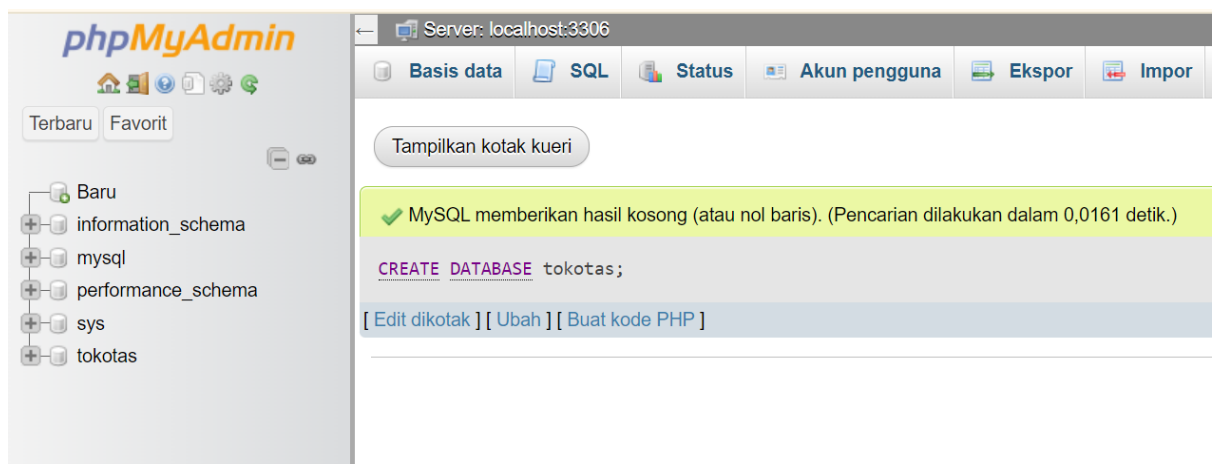 phpMyAdmin
Terbaru Favorit
Baru
information_schema
mysql
performance_schema
sys
tokotas
Server: localhost:3306
Basis data SQL Status Akun pengguna Ekspor Impor
Tampilkan kotak kueri
MySQL memberikan hasil kosong (atau nol baris). (Pencarian dilakukan dalam 0,0161 detik.)
CREATE DATABASE tokotas;
[ Edit dikotak ] [ Ubah ] [ Buat kode PHP ]